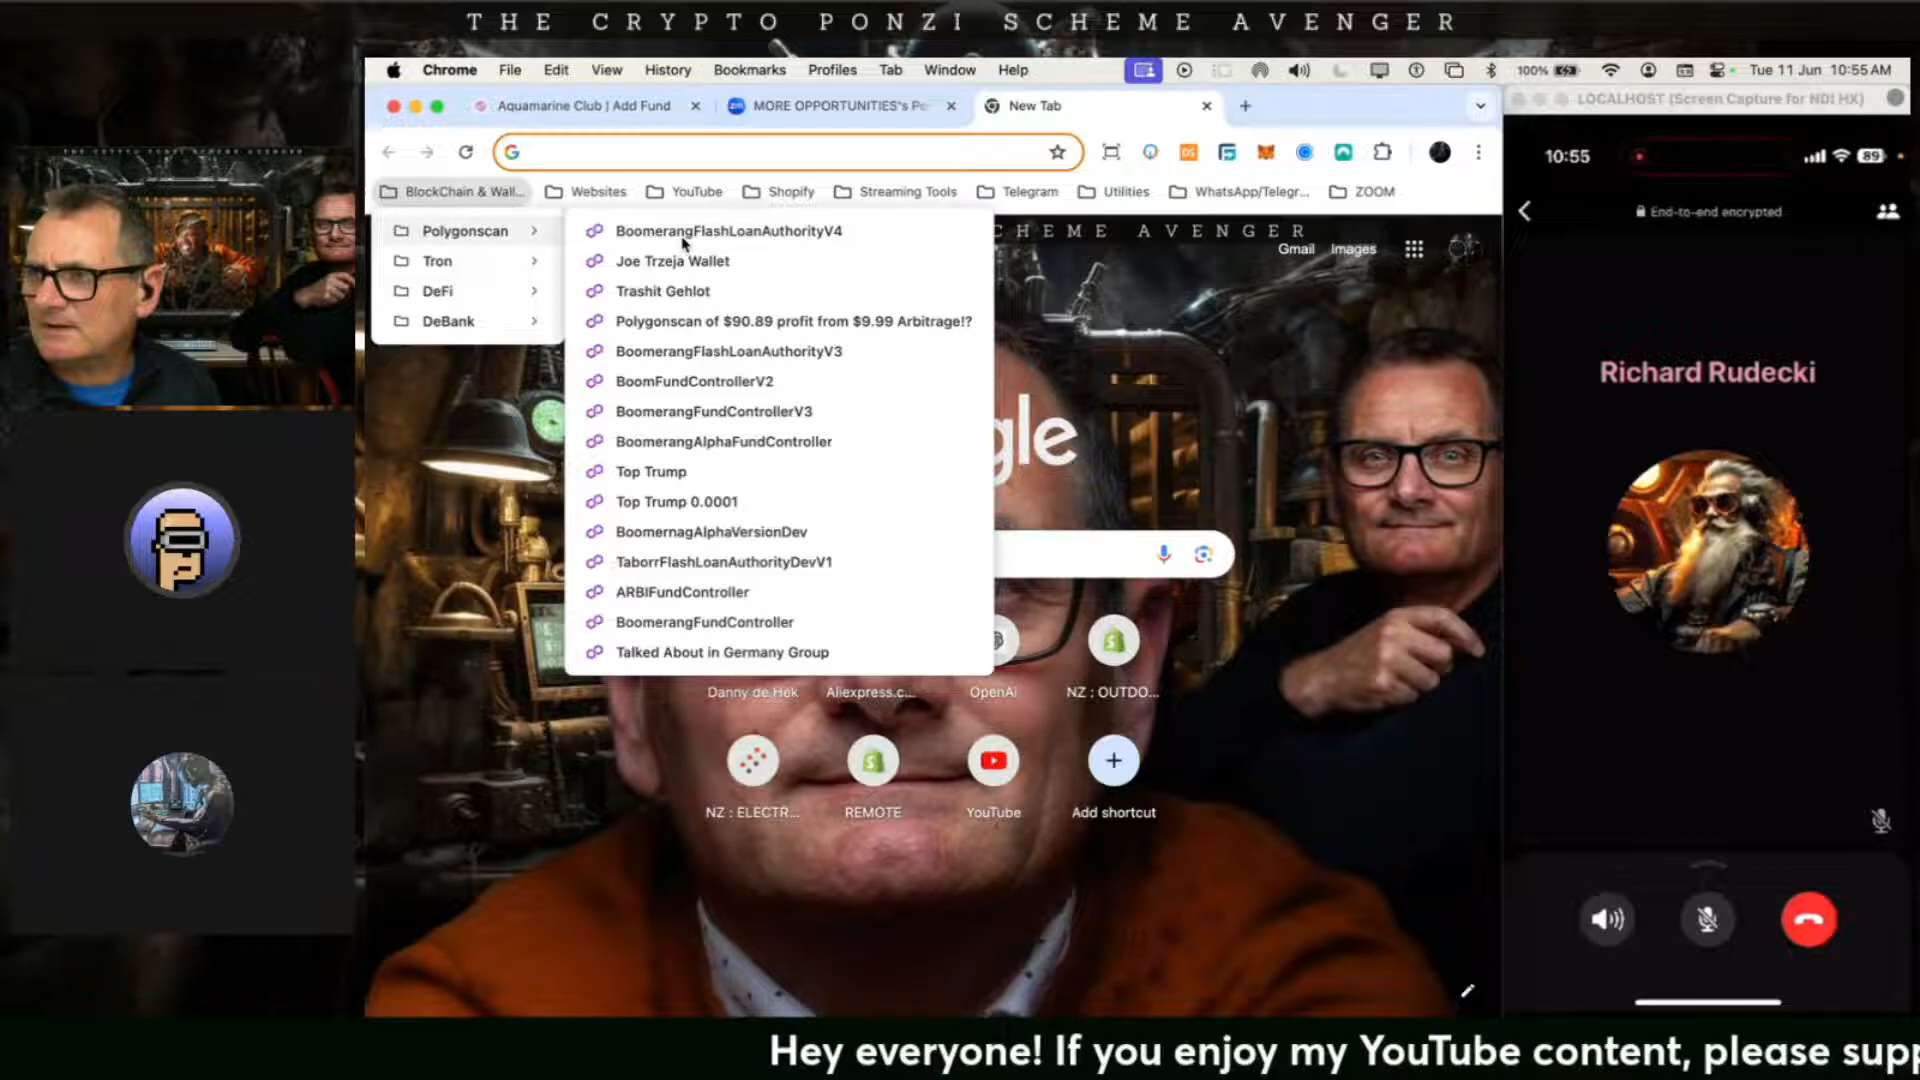 THE CRYPTO PONZI SCHEME AVENGER
Chrome File Edit View History Bookmarks Profiles Tab Window Help 100% Tue 11 Jun 10:55 AM
Aquamarine Club | Add Fund
MORE OPPORTUNITIES's Pe
New Tab
LOCALHOST (Screen Capture for NDI HX)
BlockChain & Wall... Websites YouTube Shopify Streaming Tools Telegram Utilities WhatsApp/Telegr... ZOOM
Polygonscan
Tron
DeFi
DeBank
BoomerangFlashLoanAuthorityV4
Joe Trzeja Wallet
Trashit Gehlot
Polygonscan of $90.89 profit from $9.99 Arbitrage!?
BoomerangFlashLoanAuthorityV3
BoomFundControllerV2
BoomerangFundControllerV3
BoomerangAlphaFundController
Top Trump
Top Trump 0.0001
BoomernagAlphaVersionDev
TaborrFlashLoanAuthorityDevV1
ARBIFundController
BoomerangFundController
Talked About in Germany Group
CHEME AVENGER
Gmail Images
gle
Danny de Hek Aliexpress.c... OpenAi NZ : OUTDO...
NZ : ELECTR... REMOTE YouTube Add shortcut
10:55 89
End-to-end encrypted
Richard Rudecki
THE CRYPTO PONZI SCHEME AVENGER
Hey everyone! If you enjoy my YouTube content, please supp